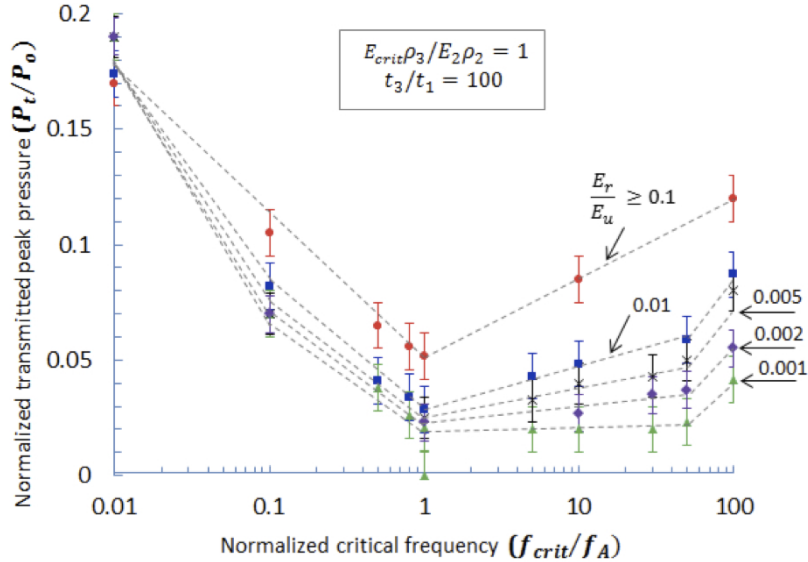 Normalized transmitted peak pressure (P_t/P_o)
0.2
0.15
0.1
0.05
0
E_crit ρ_3/E_2 ρ_2 = 1
t_3/t_1 = 100
E_r/E_u ≥ 0.1
0.01
0.005
0.002
0.001
0.01 0.1 1 10 100
Normalized critical frequency (f_crit/f_A)